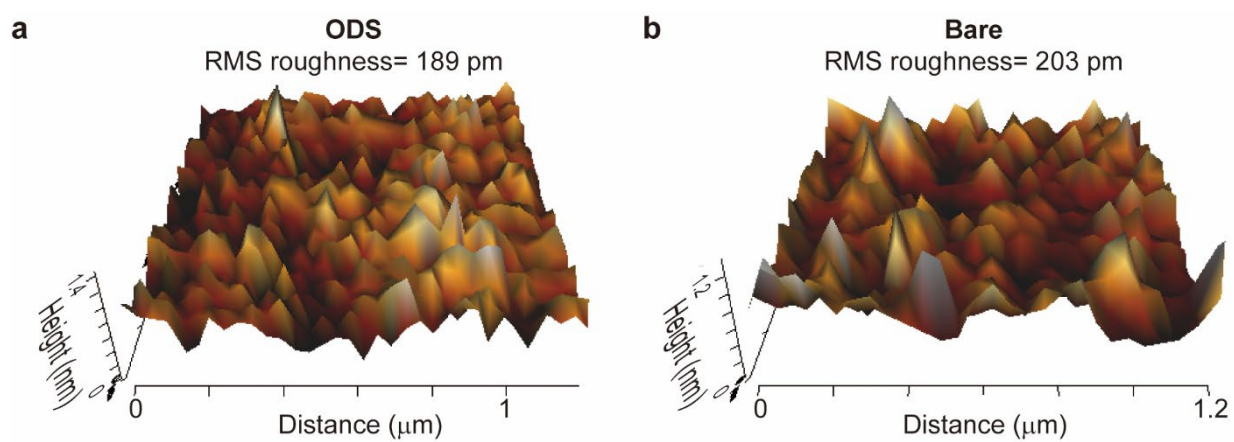 a
ODS
RMS roughness= 189 pm
1.4
Height (nm)
0
0
1
Distance (μm)
b
Bare
RMS roughness= 203 pm
1.2
Height (nm)
0
0
1.2
Distance (μm)